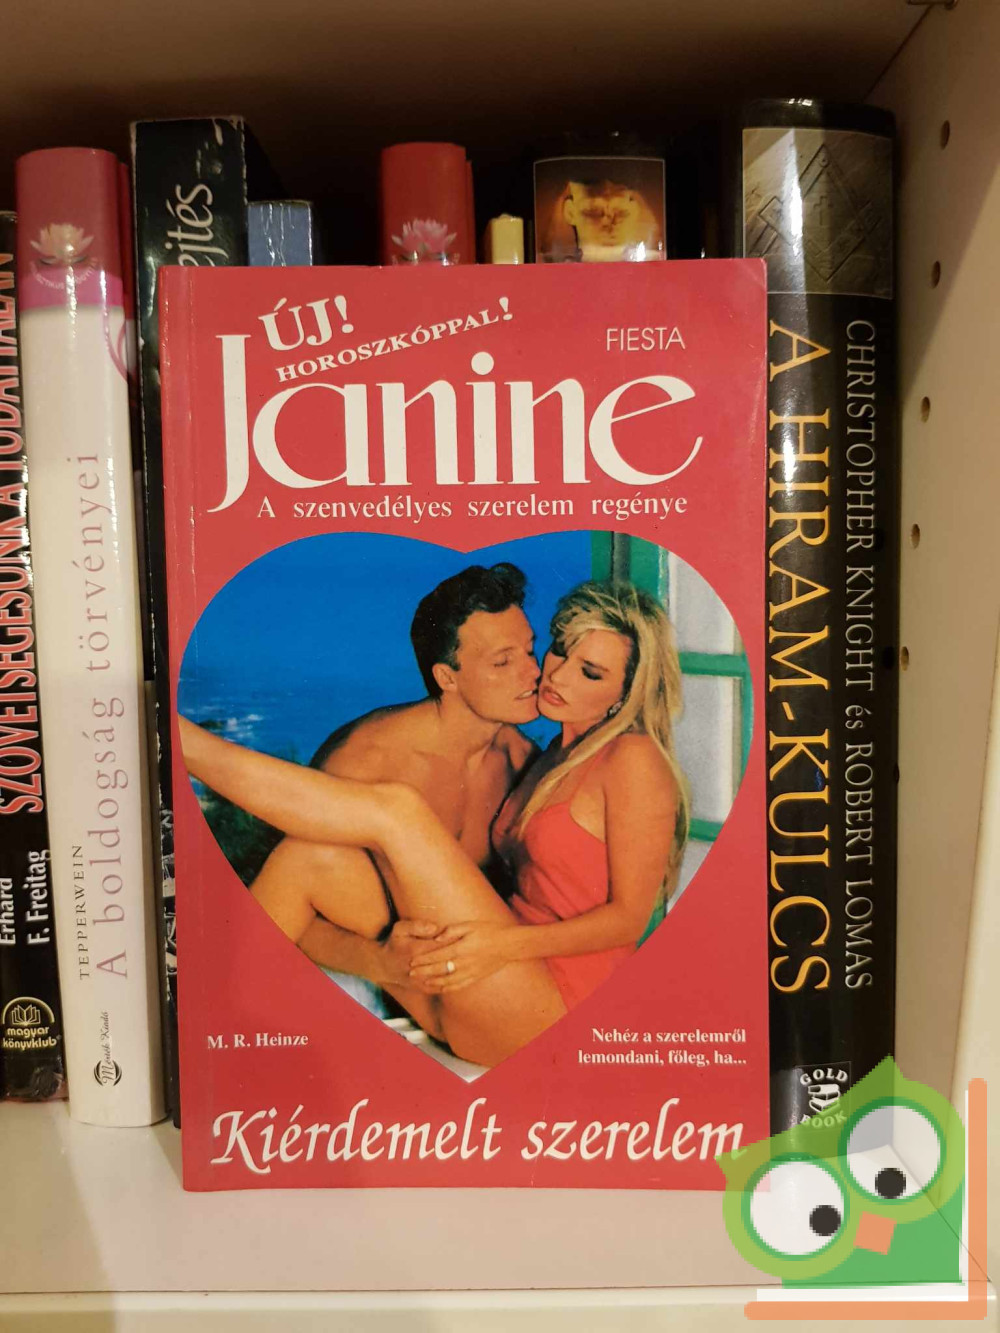 ÚJ!
HOROSZKÓPPAL!
FIESTA
Janine
A szenvedélyes szerelem regénye
M. R. Heinze
Nehéz a szerelemről
lemondani, főleg, ha...
Kiérdemelt szerelem
Erhard
F. Freitag
magyar
könyvklub
TEPPERWEIN
A boldogság törvényei
CHRISTOPHER KNIGHT és ROBERT LOMAS
A HIRAM-KULCS
GOLD
BOOK